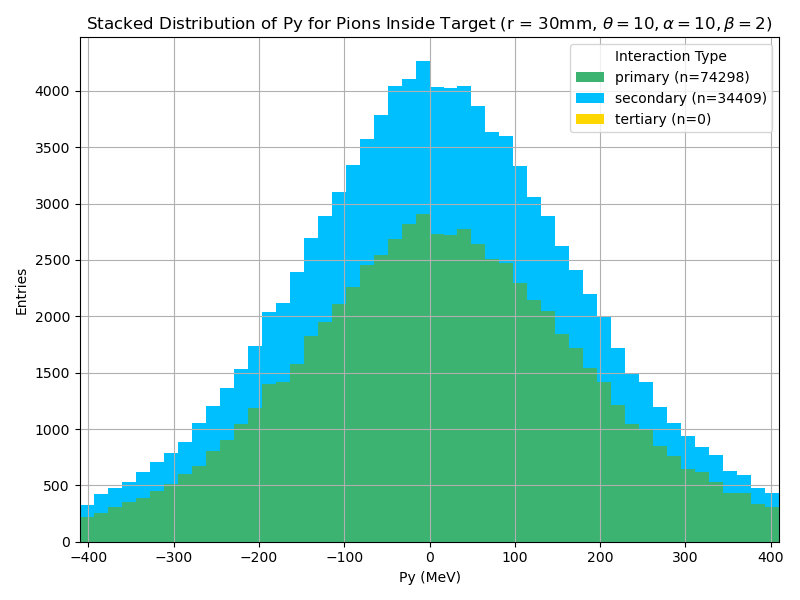 Stacked Distribution of Py for Pions Inside Target (r = 30mm, θ = 10, α = 10, β = 2)
Interaction Type
primary (n=74298)
secondary (n=34409)
tertiary (n=0)
Entries
4000
3500
3000
2500
2000
1500
1000
500
0
−400 −300 −200 −100 0 100 200 300 400
Py (MeV)